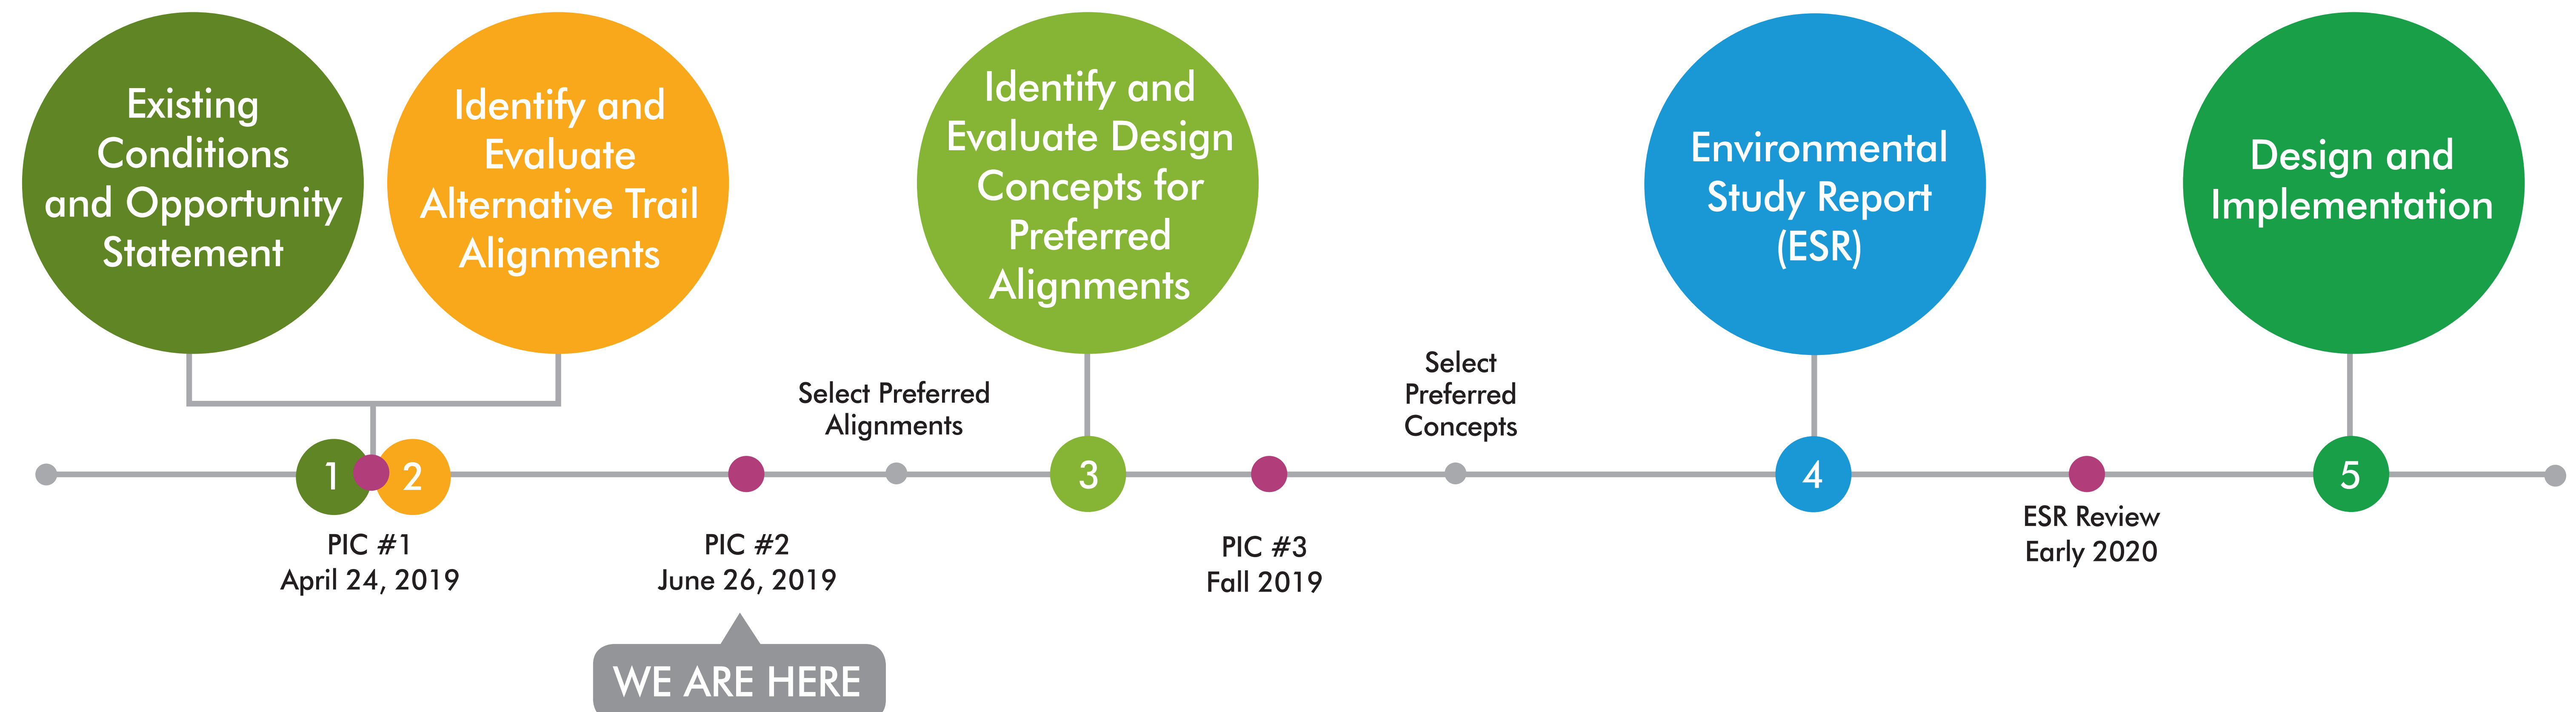 Existing
Conditions
and Opportunity
Statement
Identify and
Evaluate
Alternative Trail
Alignments
Identify and
Evaluate Design
Concepts for
Preferred
Alignments
Environmental
Study Report
(ESR)
Design and
Implementation
Select Preferred
Alignments
Select
Preferred
Concepts
1
2
3
4
5
PIC #1
April 24, 2019
PIC #2
June 26, 2019
PIC #3
Fall 2019
ESR Review
Early 2020
WE ARE HERE